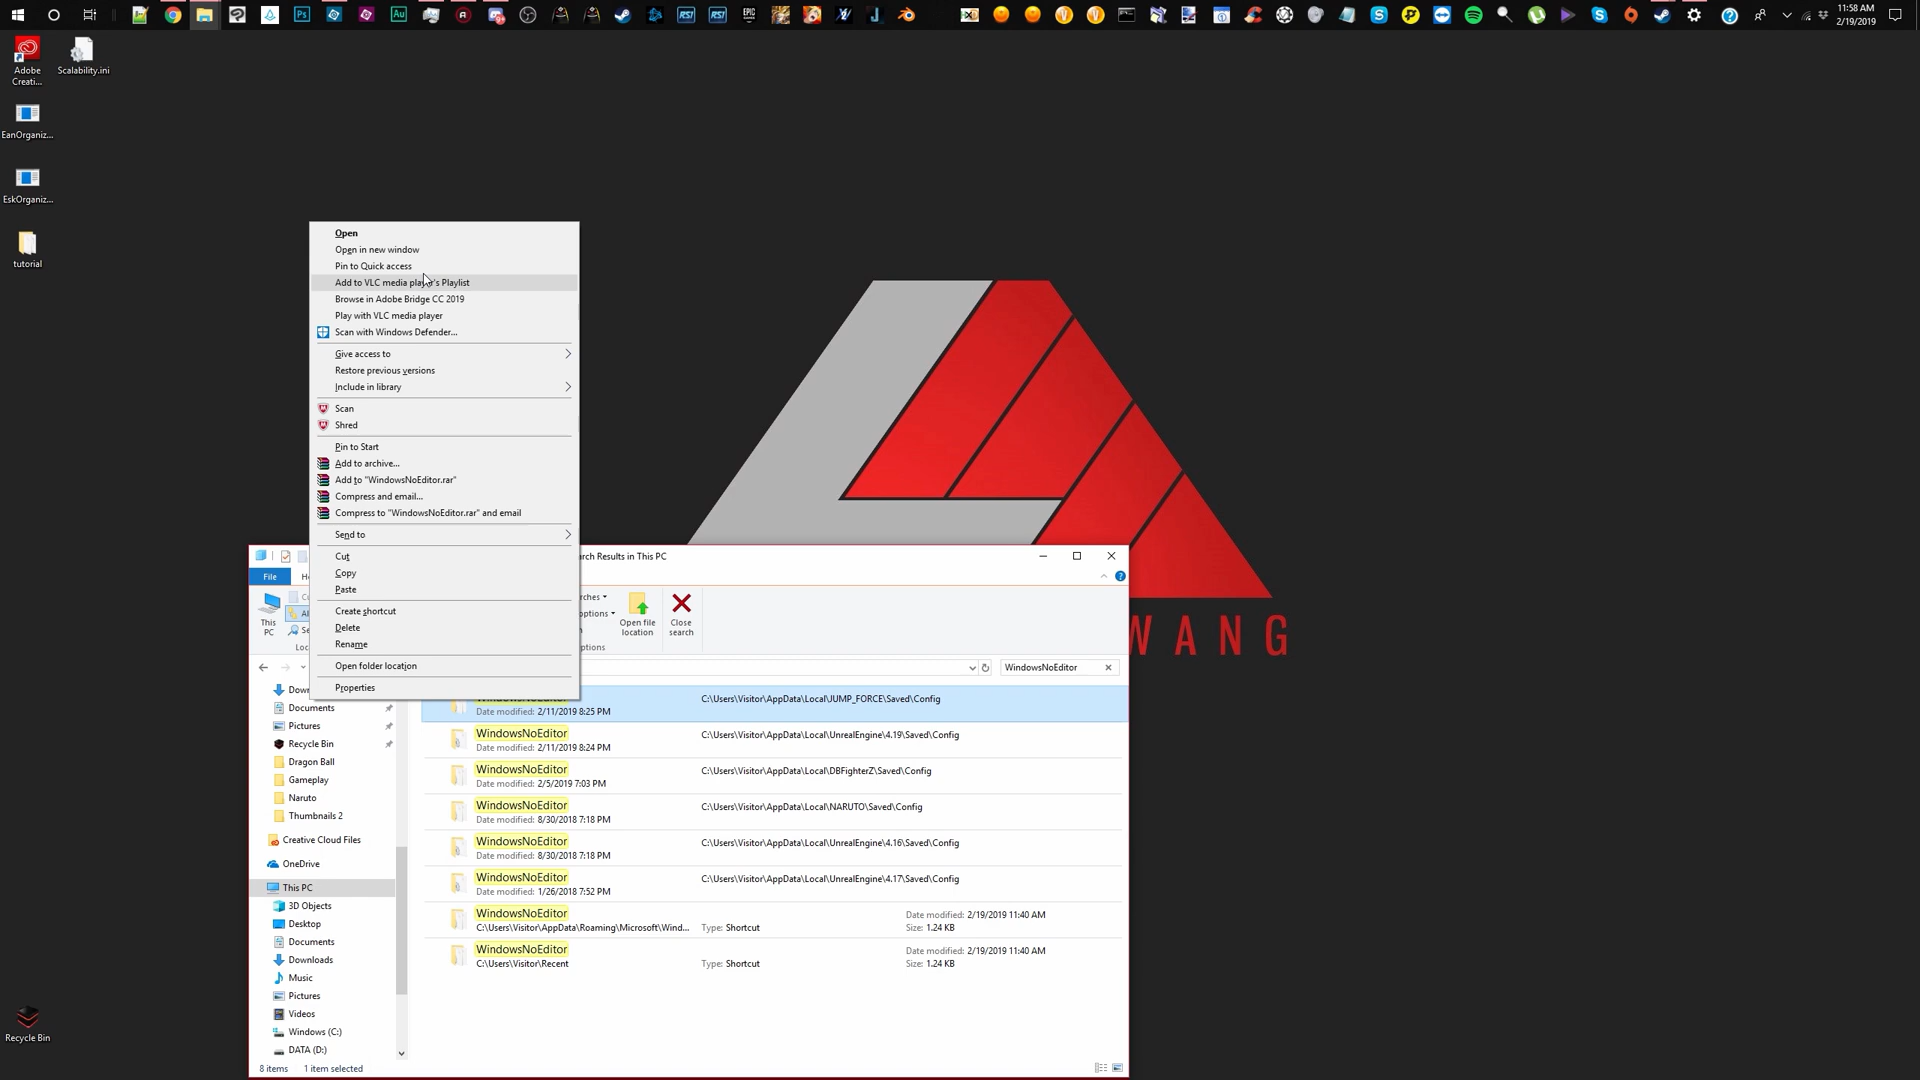 11:58 AM
2/19/2019
Adobe
Creati...
Scalability.ini
EanOrganiz...
EskOrganiz...
tutorial
Recycle Bin
Open
Open in new window
Pin to Quick access
Add to VLC media player's Playlist
Browse in Adobe Bridge CC 2019
Play with VLC media player
Scan with Windows Defender...
Give access to
Restore previous versions
Include in library
Scan
Shred
Pin to Start
Add to archive...
Add to "WindowsNoEditor.rar"
Compress and email...
Compress to "WindowsNoEditor.rar" and email
Send to
Cut
Copy
Paste
Create shortcut
Delete
Rename
Open folder location
Properties
WANG
rch Results in This PC
File
This
PC
rches
options
Open file
location
Close
search
ptions
WindowsNoEditor
Documents
Pictures
Recycle Bin
Dragon Ball
Gameplay
Naruto
Thumbnails 2
Creative Cloud Files
OneDrive
This PC
3D Objects
Desktop
Documents
Downloads
Music
Pictures
Videos
Windows (C:)
DATA (D:)
WindowsNoEditor
C:\Users\Visitor\AppData\Local\JUMP_FORCE\Saved\Config
Date modified: 2/11/2019 8:25 PM
WindowsNoEditor
C:\Users\Visitor\AppData\Local\UnrealEngine\4.19\Saved\Config
Date modified: 2/11/2019 8:24 PM
WindowsNoEditor
C:\Users\Visitor\AppData\Local\DBFighterZ\Saved\Config
Date modified: 2/5/2019 7:03 PM
WindowsNoEditor
C:\Users\Visitor\AppData\Local\NARUTO\Saved\Config
Date modified: 8/30/2018 7:18 PM
WindowsNoEditor
C:\Users\Visitor\AppData\Local\UnrealEngine\4.16\Saved\Config
Date modified: 8/30/2018 7:18 PM
WindowsNoEditor
C:\Users\Visitor\AppData\Local\UnrealEngine\4.17\Saved\Config
Date modified: 1/26/2018 7:52 PM
WindowsNoEditor
Date modified: 2/19/2019 11:40 AM
C:\Users\Visitor\AppData\Roaming\Microsoft\Wind...
Type: Shortcut
Size: 1.24 KB
WindowsNoEditor
Date modified: 2/19/2019 11:40 AM
C:\Users\Visitor\Recent
Type: Shortcut
Size: 1.24 KB
8 items
1 item selected